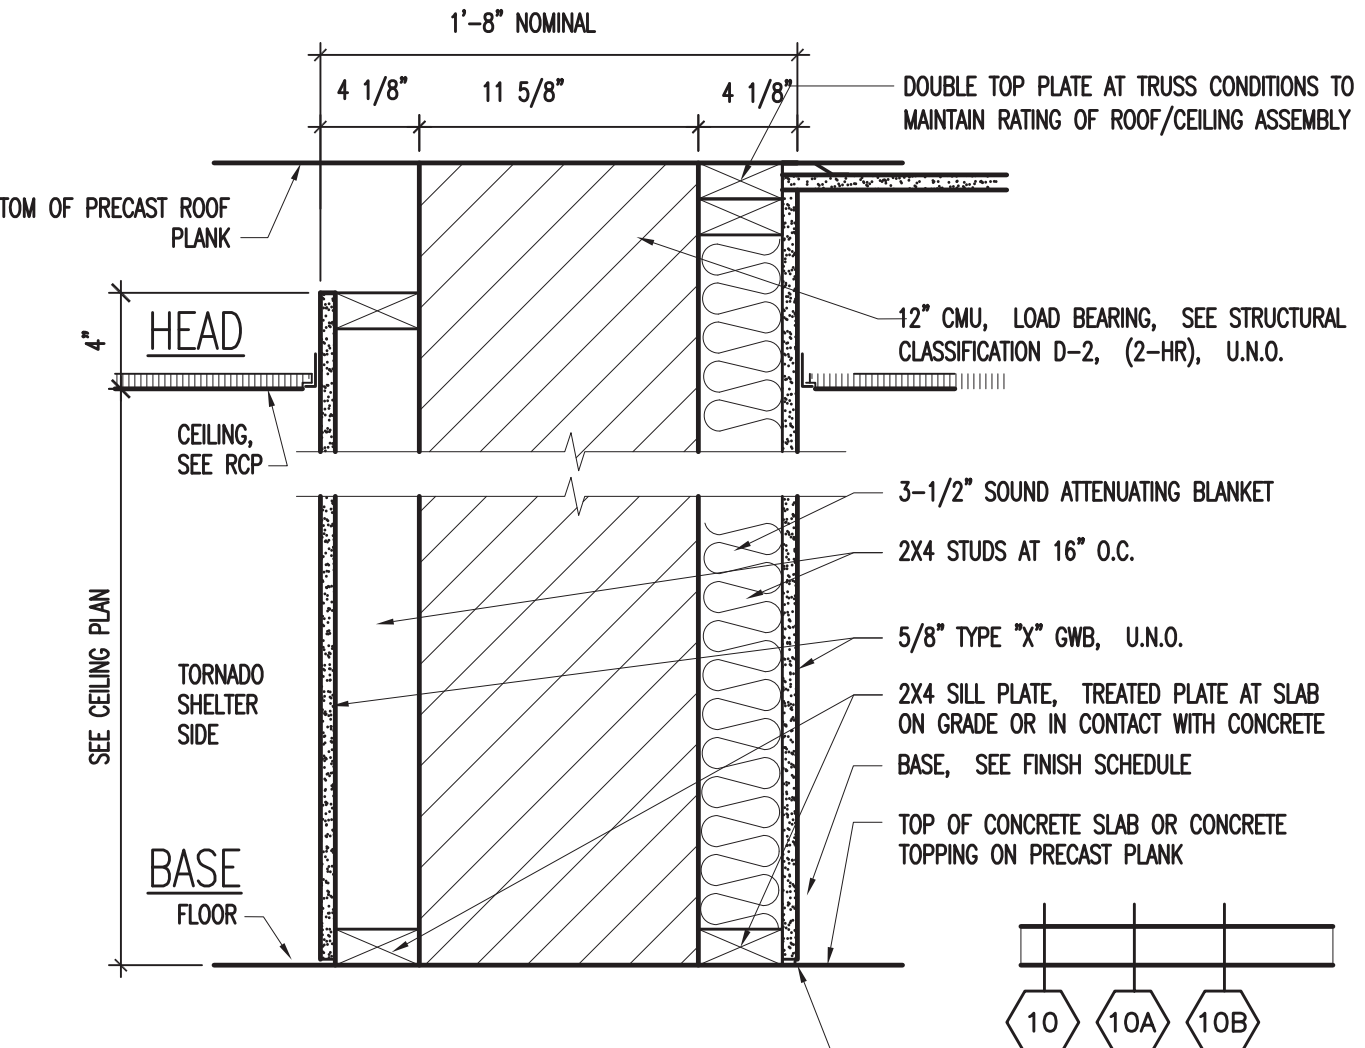 1'-8" NOMINAL
4 1/8"
11 5/8"
4 1/8"
DOUBLE TOP PLATE AT TRUSS CONDITIONS TO
MAINTAIN RATING OF ROOF/CEILING ASSEMBLY
TOM OF PRECAST ROOF
PLANK
4"
HEAD
12" CMU, LOAD BEARING, SEE STRUCTURAL
CLASSIFICATION D-2, (2-HR), U.N.O.
CEILING,
SEE RCP
3-1/2" SOUND ATTENUATING BLANKET
2X4 STUDS AT 16" O.C.
SEE CEILING PLAN
5/8" TYPE "X" GWB, U.N.O.
TORNADO
SHELTER
SIDE
2X4 SILL PLATE, TREATED PLATE AT SLAB
ON GRADE OR IN CONTACT WITH CONCRETE
BASE, SEE FINISH SCHEDULE
TOP OF CONCRETE SLAB OR CONCRETE
TOPPING ON PRECAST PLANK
BASE
FLOOR
10
10A
10B